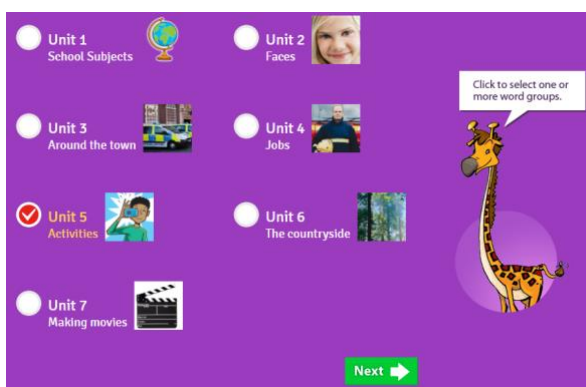 Unit 1
School Subjects
Unit 2
Faces
Click to select one or
more word groups.
Unit 3
Around the town
Unit 4
Jobs
Unit 5
Activities
Unit 6
The countryside
Unit 7
Making movies
Next